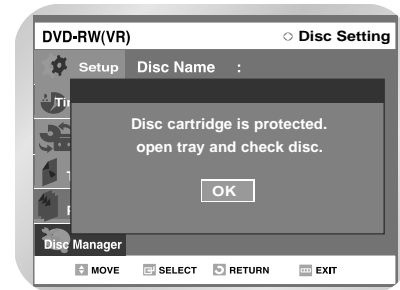 DVD-RW(VR) Disc Setting
Setup Disc Name :
Disc cartridge is protected.
open tray and check disc.
OK
Disc Manager
MOVE SELECT RETURN EXIT